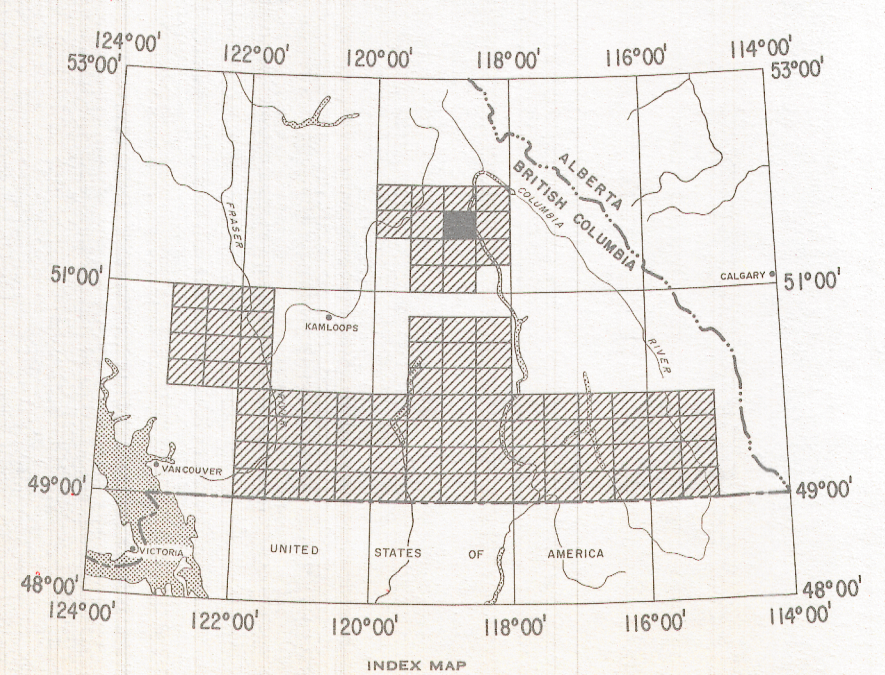 124°00'
122°00'
120°00'
118°00'
116°00'
114°00'
53°00'
53°00'
ALBERTA
BRITISH COLUMBIA
COLUMBIA
FRASER
51°00'
CALGARY
51°00'
KAMLOOPS
RIVER
RIVER
VANCOUVER
49°00'
49°00'
VICTORIA
UNITED STATES OF AMERICA
48°00'
48°00'
124°00'
122°00'
120°00'
118°00'
116°00'
114°00'
INDEX MAP